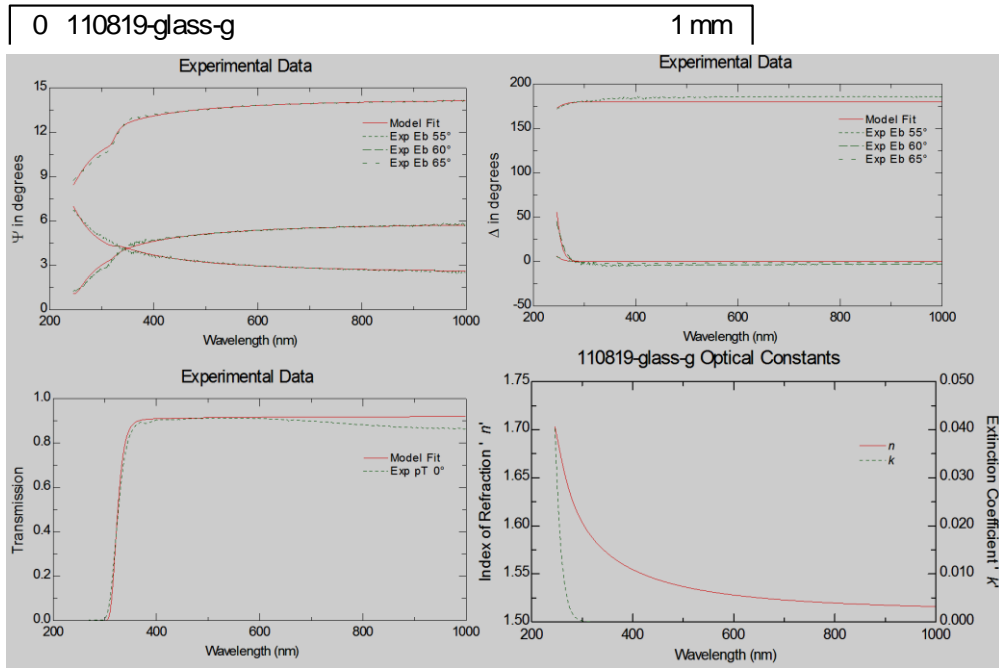 0 110819-glass-g 1 mm
Experimental Data
15
12
9
6
3
0
Ψ in degrees
Model Fit
Exp Eb 55°
Exp Eb 60°
Exp Eb 65°
200 400 600 800 1000
Wavelength (nm)
Experimental Data
200
150
100
50
0
-50
Δ in degrees
Model Fit
Exp Eb 55°
Exp Eb 60°
Exp Eb 65°
200 400 600 800 1000
Wavelength (nm)
Experimental Data
1.0
0.8
0.6
0.4
0.2
0.0
Transmission
Model Fit
Exp pT 0°
200 400 600 800 1000
Wavelength (nm)
110819-glass-g Optical Constants
1.75
1.70
1.65
1.60
1.55
1.50
Index of Refraction ' n'
n
k
0.050
0.040
0.030
0.020
0.010
0.000
Extinction Coefficient ' k'
200 400 600 800 1000
Wavelength (nm)